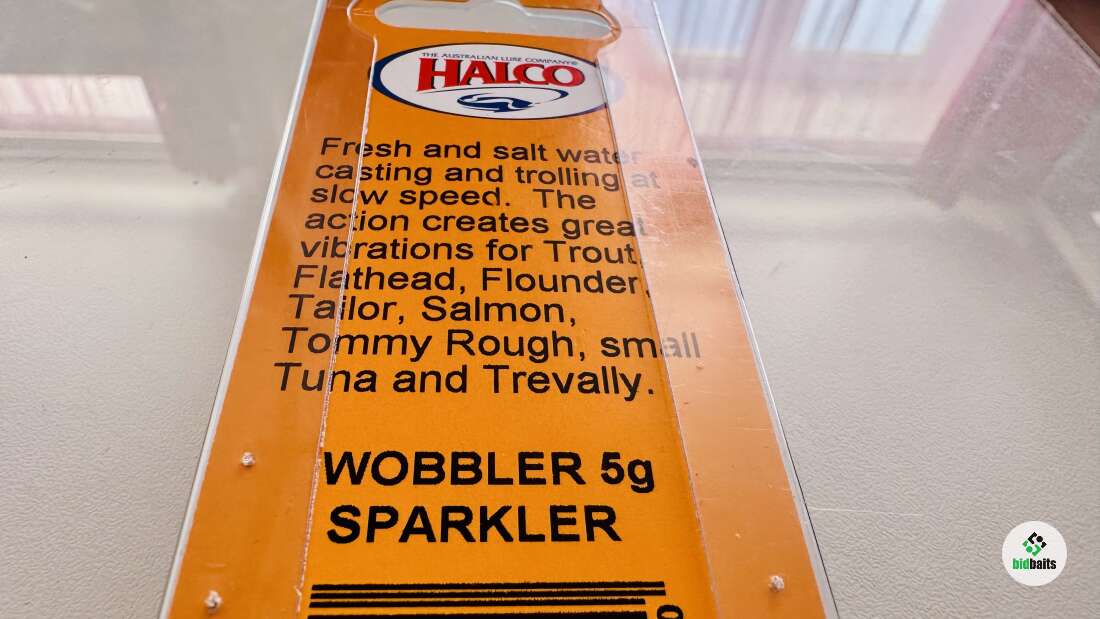 THE AUSTRALIAN LURE COMPANY®
HALCO
Fresh and salt water
casting and trolling at
slow speed. The
action creates great
vibrations for Trout,
Flathead, Flounder,
Tailor, Salmon,
Tommy Rough, small
Tuna and Trevally.
WOBBLER 5g
SPARKLER
0
bidbaits